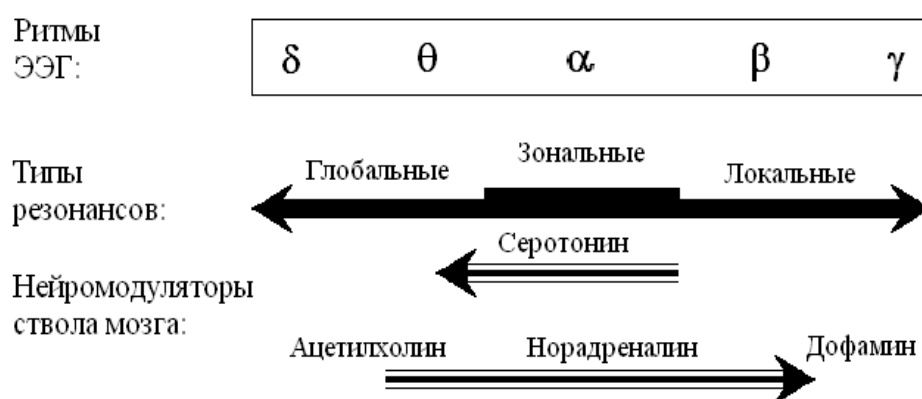 Ритмы
ЭЭГ:
δ θ α β γ
Типы
резонансов:
Глобальные
Зональные
Локальные
Серотонин
Нейромодуляторы
ствола мозга:
Ацетилхолин
Норадреналин
Дофамин